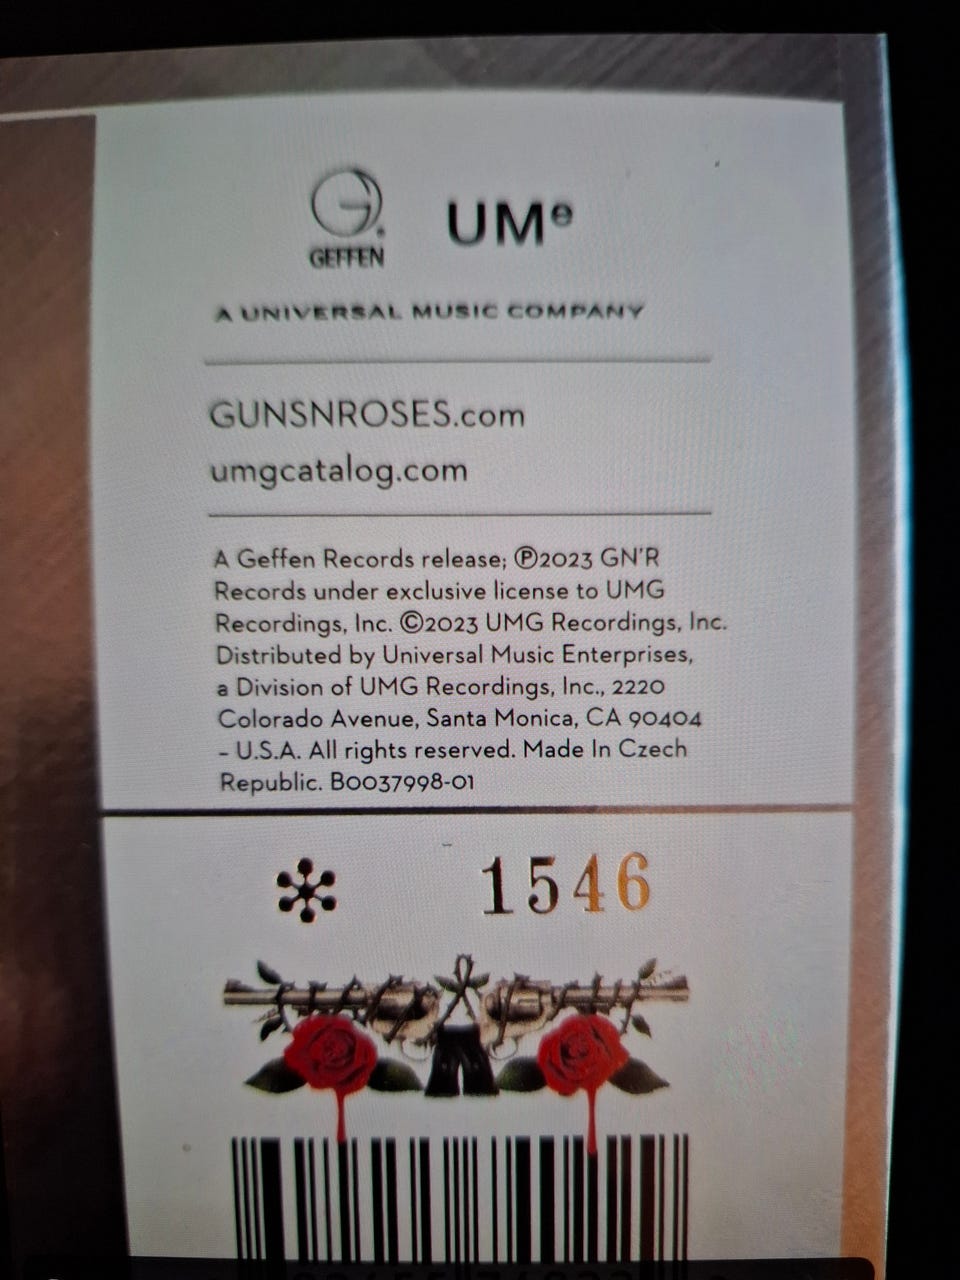 GEFFEN
UMe
A UNIVERSAL MUSIC COMPANY
GUNSNROSES.com
umgcatalog.com
A Geffen Records release; ℗2023 GN'R
Records under exclusive license to UMG
Recordings, Inc. ©2023 UMG Recordings, Inc.
Distributed by Universal Music Enterprises,
a Division of UMG Recordings, Inc., 2220
Colorado Avenue, Santa Monica, CA 90404
- U.S.A. All rights reserved. Made In Czech
Republic. B0037998-01
1546